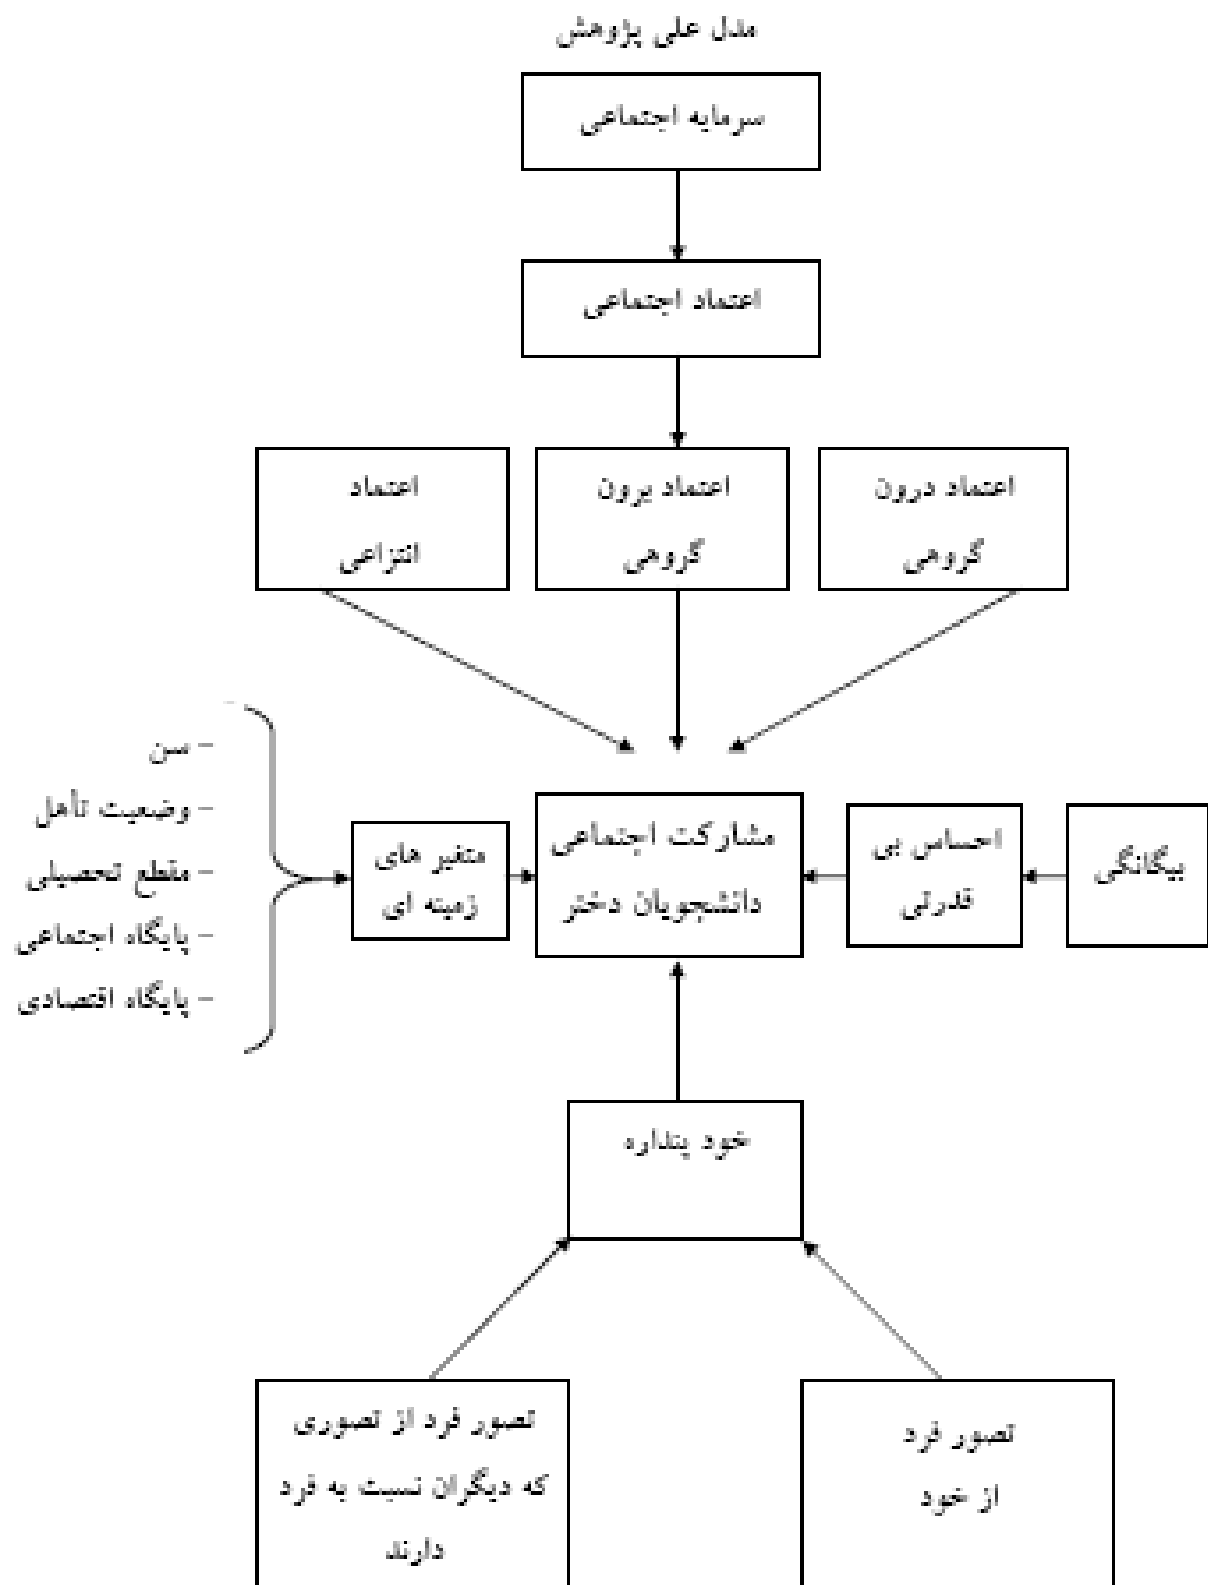 مدل علی پژوهش
سرمایه اجتماعی
اعتماد اجتماعی
اعتماد درون
گروهی
اعتماد برون
گروهی
اعتماد
انتزاعی
بیگانگی
احساس بی
قدرتی
مشارکت اجتماعی
دانشجویان دختر
متغیر های
زمینه ای
– سن
– وضعیت تأهل
– مقطع تحصیلی
– پایگاه اجتماعی
– پایگاه اقتصادی
خود پنداره
تصور فرد
از خود
تصور فرد از تصوری
که دیگران نسبت به فرد
دارند